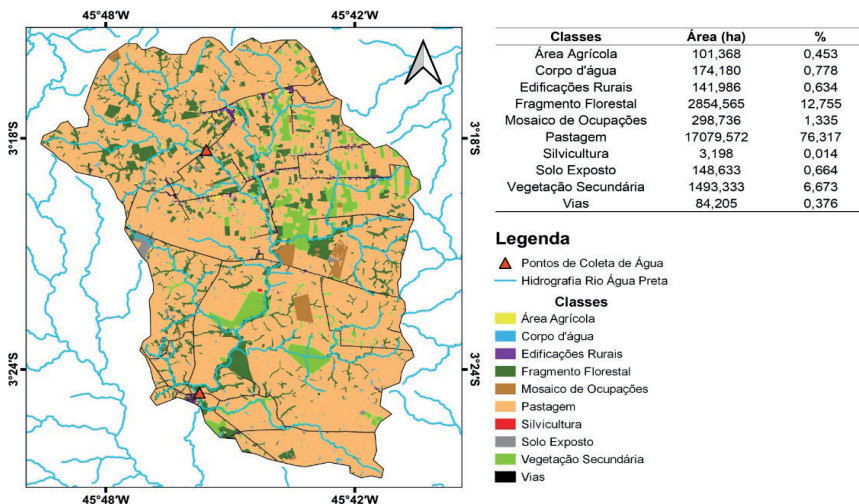 45°48'W 45°42'W
3°18'S 3°18'S
3°24'S 3°24'S
45°48'W 45°42'W
Classes Área (ha) %
Área Agrícola 101,368 0,453
Corpo d'água 174,180 0,778
Edificações Rurais 141,986 0,634
Fragmento Florestal 2854,565 12,755
Mosaico de Ocupações 298,736 1,335
Pastagem 17079,572 76,317
Silvicultura 3,198 0,014
Solo Exposto 148,633 0,664
Vegetação Secundária 1493,333 6,673
Vias 84,205 0,376
Legenda
Pontos de Coleta de Água
Hidrografia Rio Água Preta
Classes
Área Agrícola
Corpo d'água
Edificações Rurais
Fragmento Florestal
Mosaico de Ocupações
Pastagem
Silvicultura
Solo Exposto
Vegetação Secundária
Vias